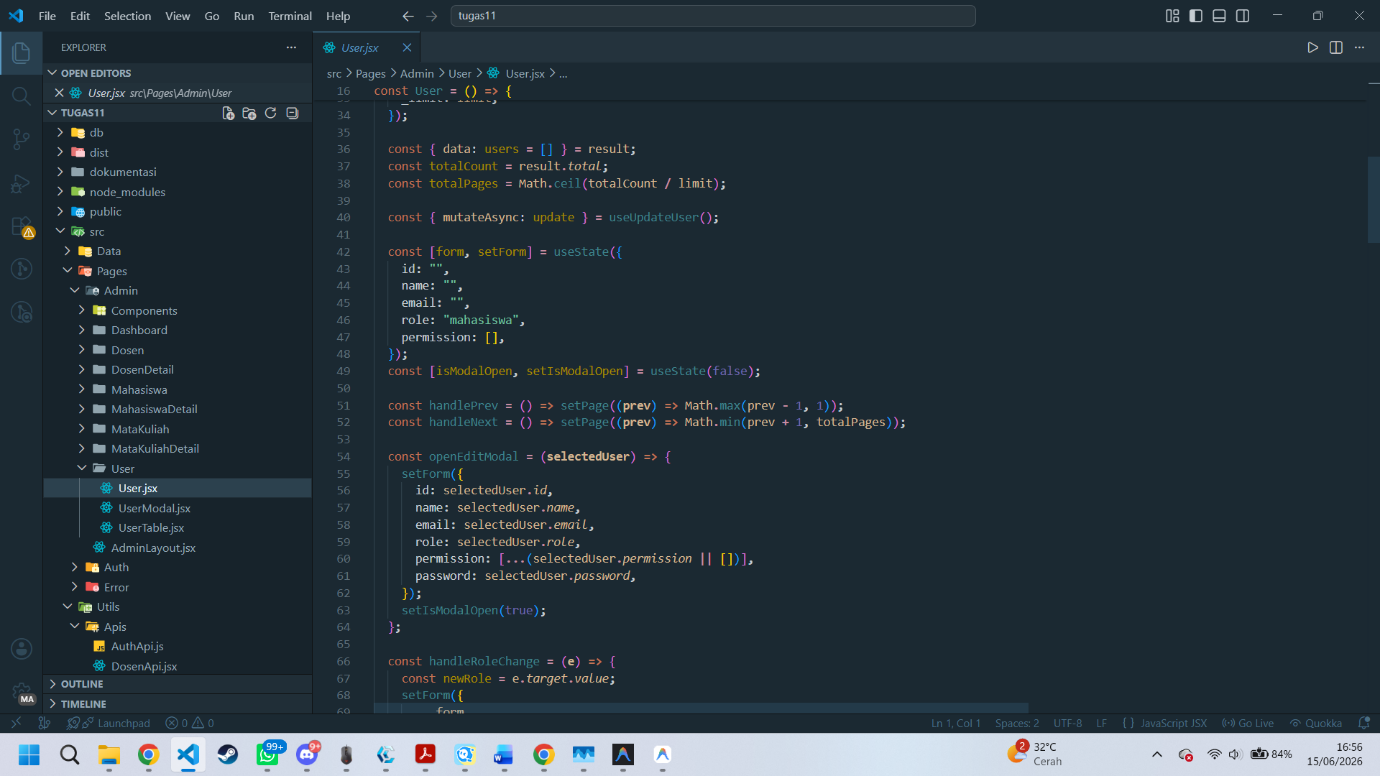 File Edit Selection View Go Run Terminal Help
tugas11
EXPLORER
OPEN EDITORS
User.jsx src\Pages\Admin\User
TUGAS11
db
dist
dokumentasi
node_modules
public
src
Data
Pages
Admin
Components
Dashboard
Dosen
DosenDetail
Mahasiswa
MahasiswaDetail
MataKuliah
MataKuliahDetail
User
User.jsx
UserModal.jsx
UserTable.jsx
AdminLayout.jsx
Auth
Error
Utils
Apis
AuthApi.js
DosenApi.jsx
OUTLINE
TIMELINE
User.jsx
src > Pages > Admin > User > User.jsx > ...
16 const User = () => {
34 });
35
36 const { data: users = [] } = result;
37 const totalCount = result.total;
38 const totalPages = Math.ceil(totalCount / limit);
39
40 const { mutateAsync: update } = useUpdateUser();
41
42 const [form, setForm] = useState({
43 id: "",
44 name: "",
45 email: "",
46 role: "mahasiswa",
47 permission: [],
48 });
49 const [isModalOpen, setIsModalOpen] = useState(false);
50
51 const handlePrev = () => setPage((prev) => Math.max(prev - 1, 1));
52 const handleNext = () => setPage((prev) => Math.min(prev + 1, totalPages));
53
54 const openEditModal = (selectedUser) => {
55 setForm({
56 id: selectedUser.id,
57 name: selectedUser.name,
58 email: selectedUser.email,
59 role: selectedUser.role,
60 permission: [...(selectedUser.permission || [])],
61 password: selectedUser.password,
62 });
63 setIsModalOpen(true);
64 };
65
66 const handleRoleChange = (e) => {
67 const newRole = e.target.value;
68 setForm({
69 form
Launchpad 0 0 Ln 1, Col 1 Spaces: 2 UTF-8 LF { } JavaScript JSX Go Live Quokka
MA
99+ 9+
2 32°C
Cerah
84%
16:56
15/06/2026